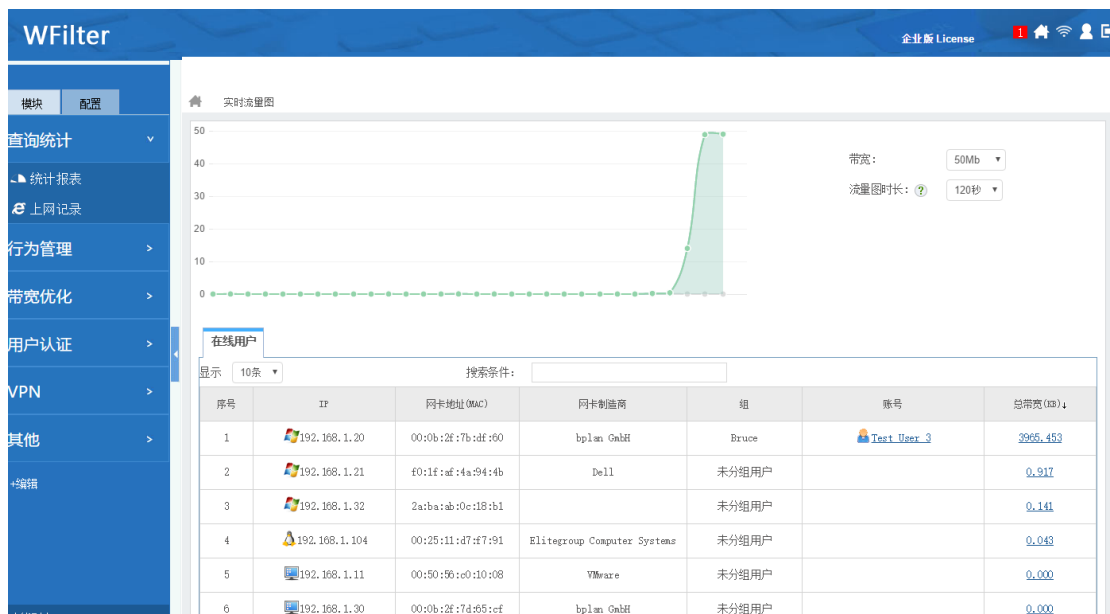 WFilter
企业版 License
1
模块 配置
实时流量图
查询统计
统计报表
上网记录
行为管理
带宽优化
用户认证
VPN
其他
+编辑
50
40
30
20
10
0
带宽: 50Mb
流量图时长: ? 120秒
在线用户
显示 10条 搜索条件:
序号 IP 网卡地址(MAC) 网卡制造商 组 账号 总带宽(KB)↓
1 192.168.1.20 00:0b:2f:7b:df:60 bplan GmbH Bruce Test User 3 3965.453
2 192.168.1.21 f0:1f:af:4a:94:4b Dell 未分组用户 0.917
3 192.168.1.32 2a:ba:ab:0c:18:b1 未分组用户 0.141
4 192.168.1.104 00:25:11:d7:f7:91 Elitegroup Computer Systems 未分组用户 0.043
5 192.168.1.11 00:50:56:c0:10:08 VMware 未分组用户 0.000
6 192.168.1.30 00:0b:2f:7d:65:cf bplan GmbH 未分组用户 0.000